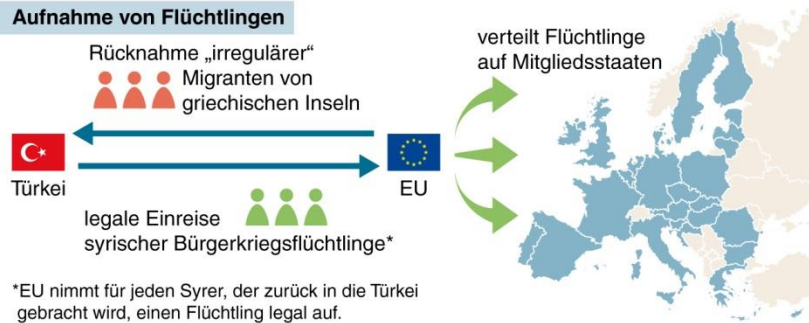 Aufnahme von Flüchtlingen
Rücknahme „irregulärer“
Migranten von
griechischen Inseln
Türkei
EU
legale Einreise
syrischer Bürgerkriegsflüchtlinge*
verteilt Flüchtlinge
auf Mitgliedsstaaten
*EU nimmt für jeden Syrer, der zurück in die Türkei
gebracht wird, einen Flüchtling legal auf.